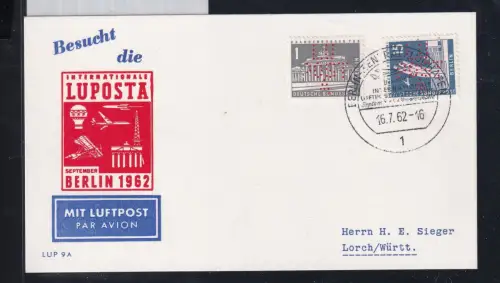 Besucht
die
INTERNATIONALE
LUPOSTA
SEPTEMBER
BERLIN 1962
MIT LUFTPOST
PAR AVION
LUP 9A
1
DEUTSCHE
15
BERLIN
16.7.62-16
1
Herrn H. E. Sieger
Lorch/Württ.